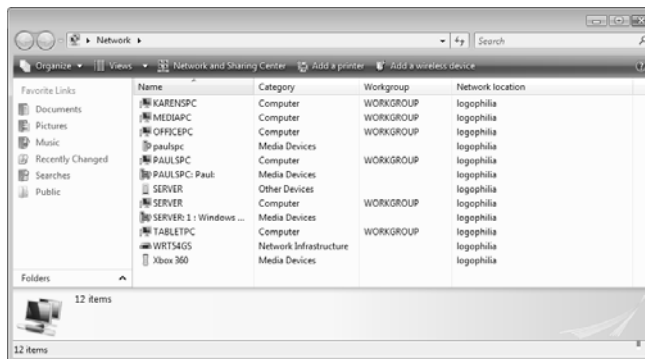 Network
Search
Organize Views Network and Sharing Center Add a printer Add a wireless device
Favorite Links
Documents
Pictures
Music
Recently Changed
Searches
Public
Folders
Name Category Workgroup Network location
KARENSPC Computer WORKGROUP logophilia
MEDIAPC Computer WORKGROUP logophilia
OFFICEPC Computer WORKGROUP logophilia
paulspc Media Devices logophilia
PAULSPC Computer WORKGROUP logophilia
PAULSPC: Paul: Media Devices logophilia
SERVER Other Devices logophilia
SERVER Computer WORKGROUP logophilia
SERVER: 1 : Windows ... Media Devices logophilia
TABLETPC Computer WORKGROUP logophilia
WRT54GS Network Infrastructure logophilia
Xbox 360 Media Devices logophilia
12 items
12 items